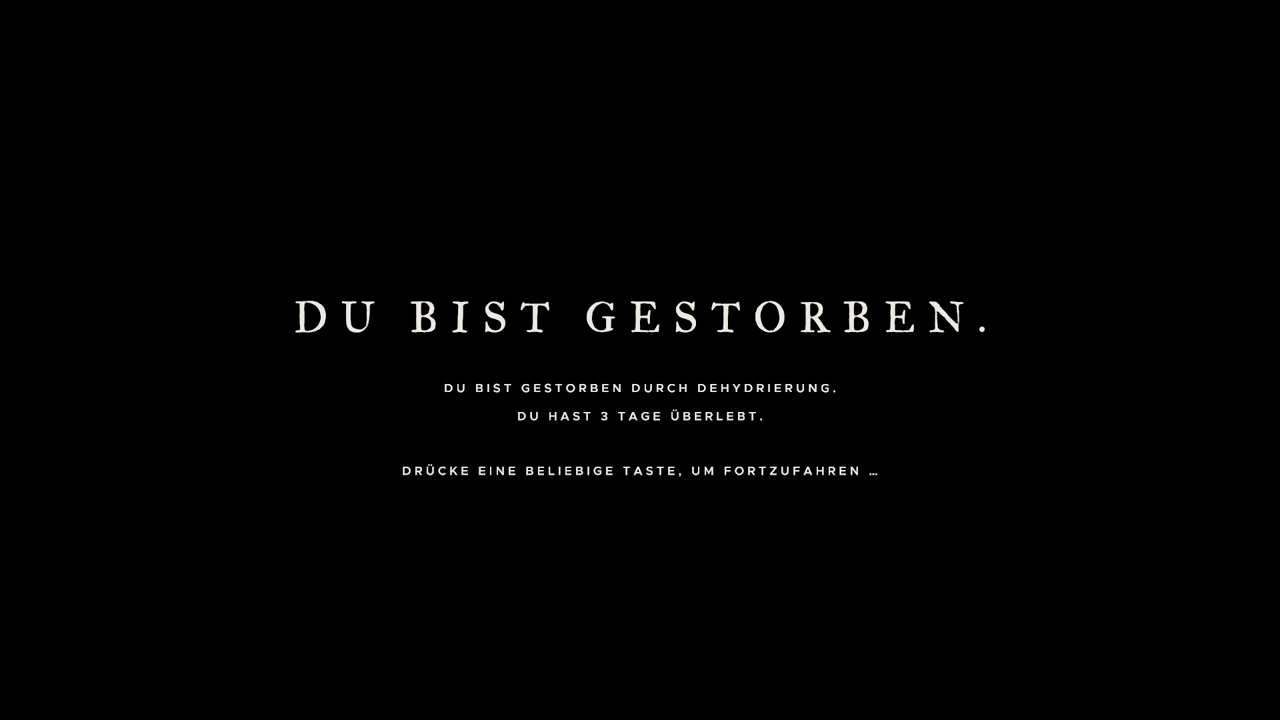 DU BIST GESTORBEN.
DU BIST GESTORBEN DURCH DEHYDRIERUNG.
DU HAST 3 TAGE ÜBERLEBT.
DRÜCKE EINE BELIEBIGE TASTE, UM FORTZUFAHREN …